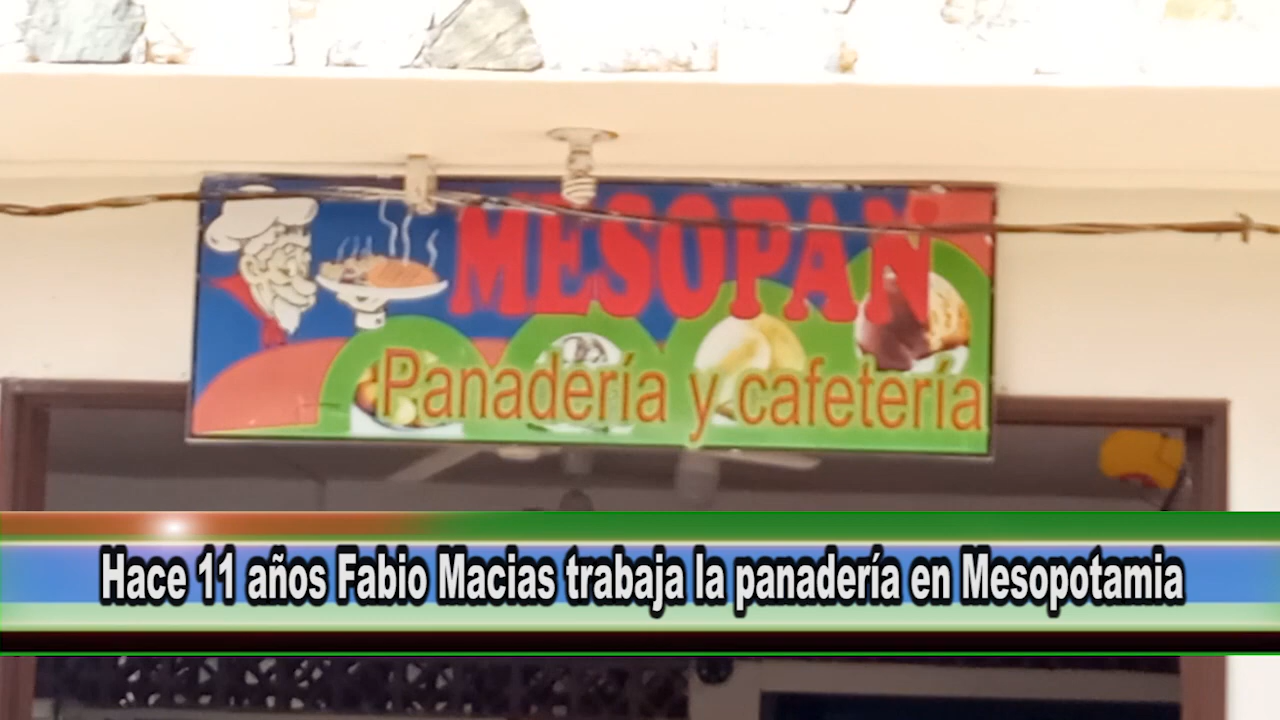 MESOPAN
Panadería y cafetería
Hace 11 años Fabio Macias trabaja la panadería en Mesopotamia